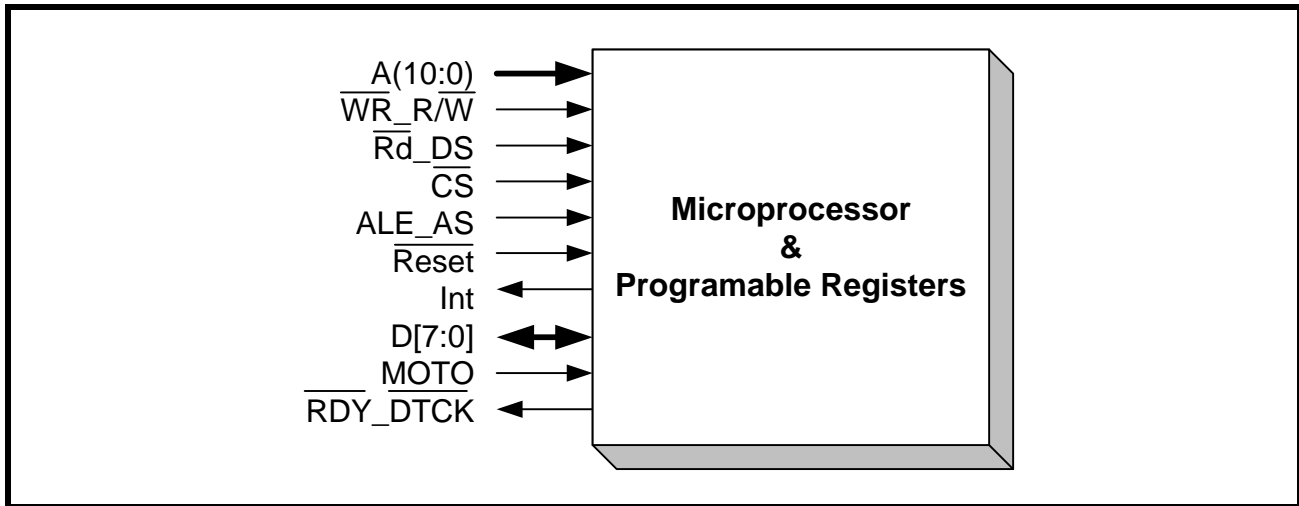 A(10:0)
WR_R/W
Rd_DS
CS
ALE_AS
Reset
Int
D[7:0]
MOTO
RDY_DTCK
Microprocessor
&
Programable Registers